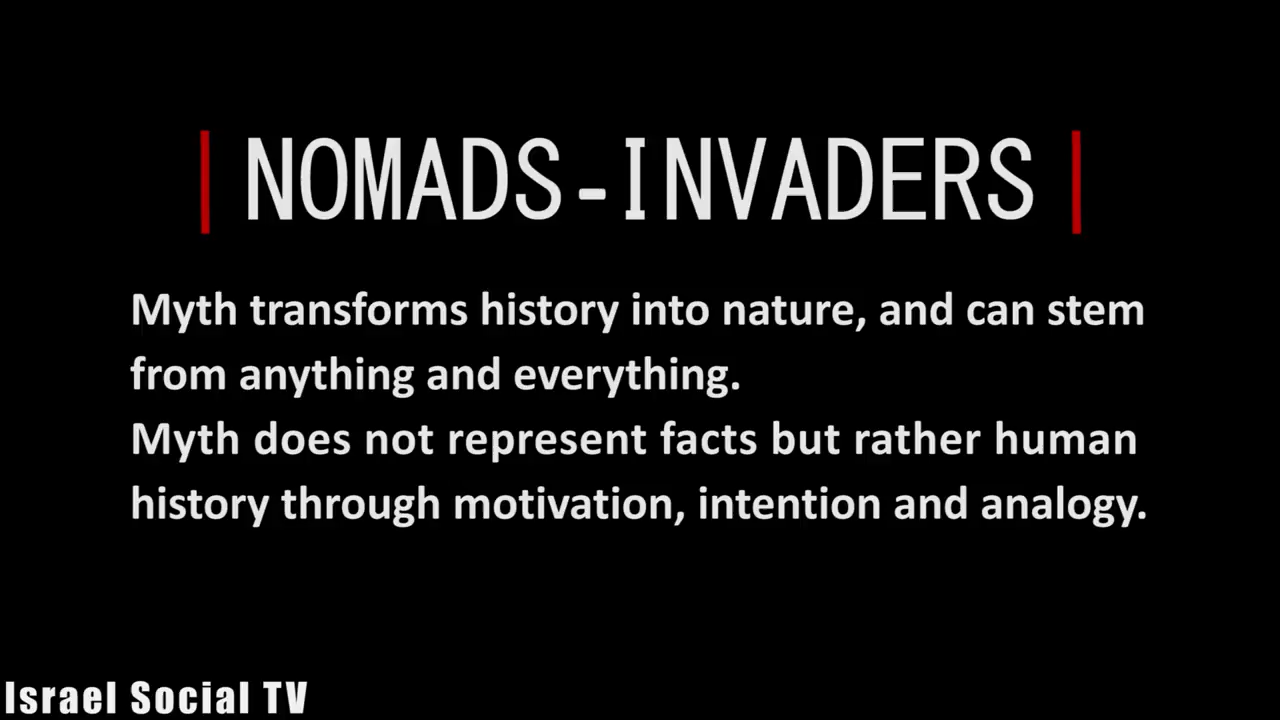 | NOMADS-INVADERS |
Myth transforms history into nature, and can stem
from anything and everything.
Myth does not represent facts but rather human
history through motivation, intention and analogy.
Israel Social TV